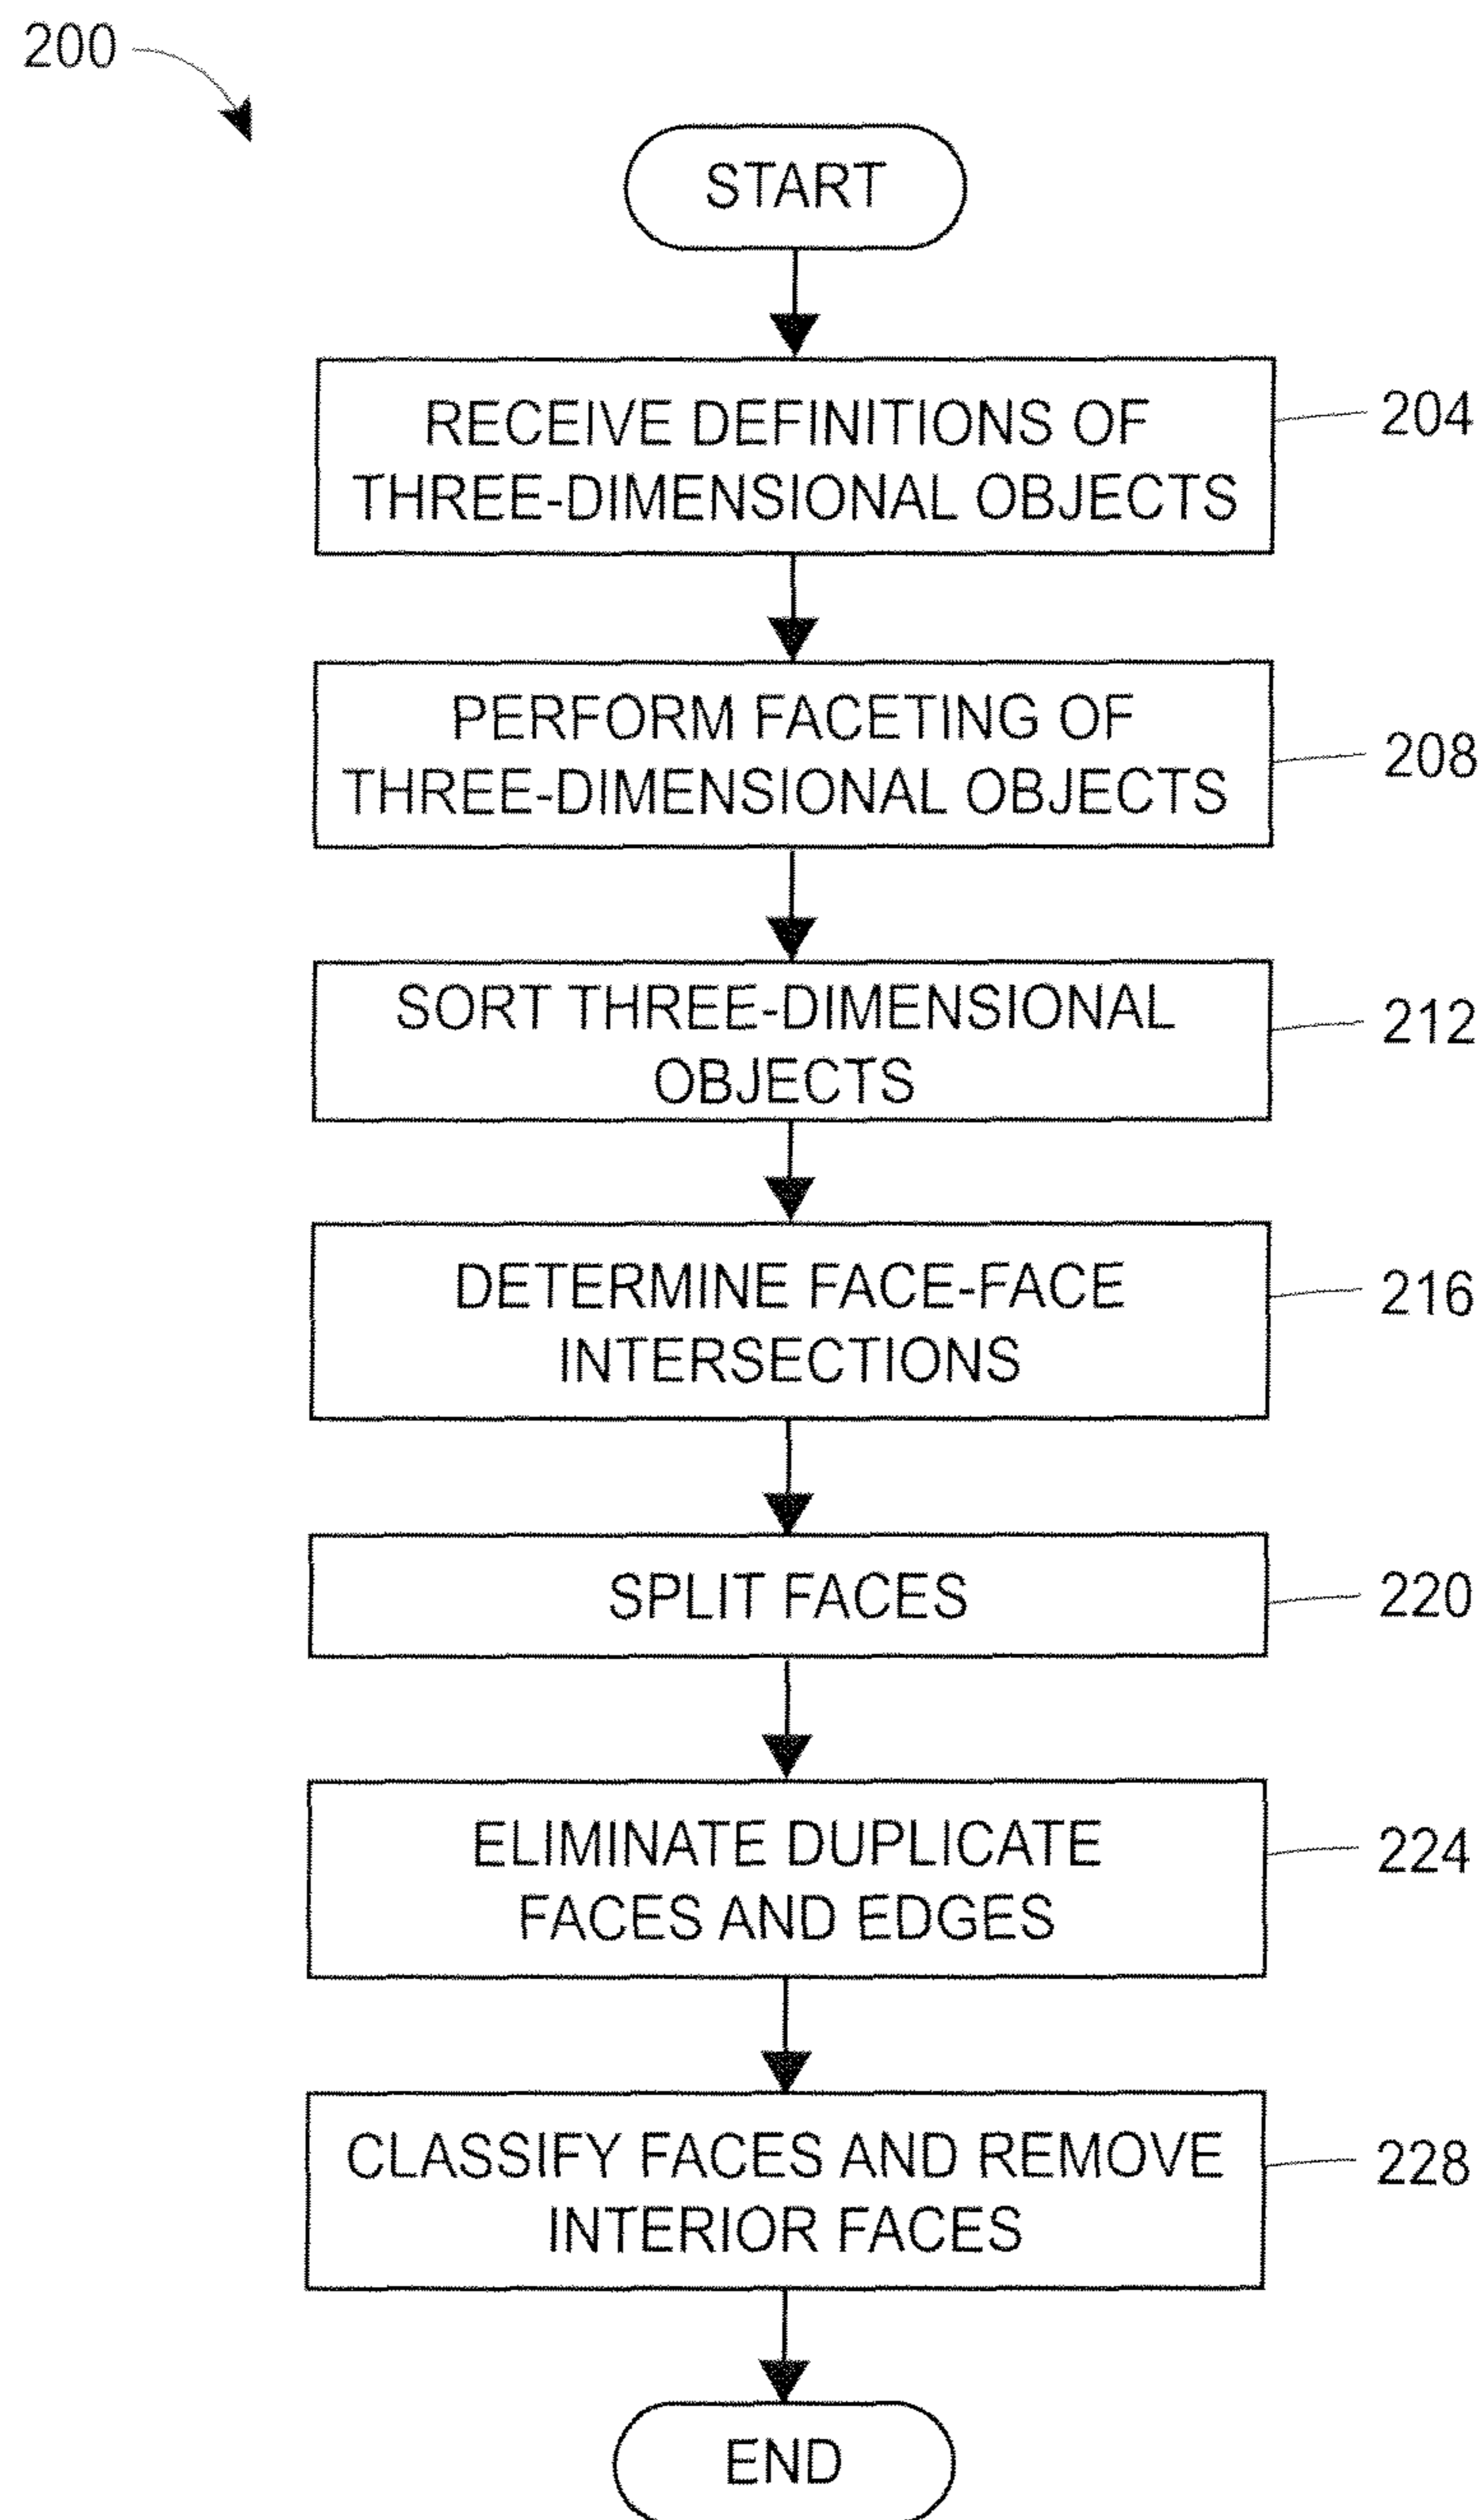 200
START
RECEIVE DEFINITIONS OF
THREE-DIMENSIONAL OBJECTS
204
PERFORM FACETING OF
THREE-DIMENSIONAL OBJECTS
208
SORT THREE-DIMENSIONAL
OBJECTS
212
DETERMINE FACE-FACE
INTERSECTIONS
216
SPLIT FACES
220
ELIMINATE DUPLICATE
FACES AND EDGES
224
CLASSIFY FACES AND REMOVE
INTERIOR FACES
228
END